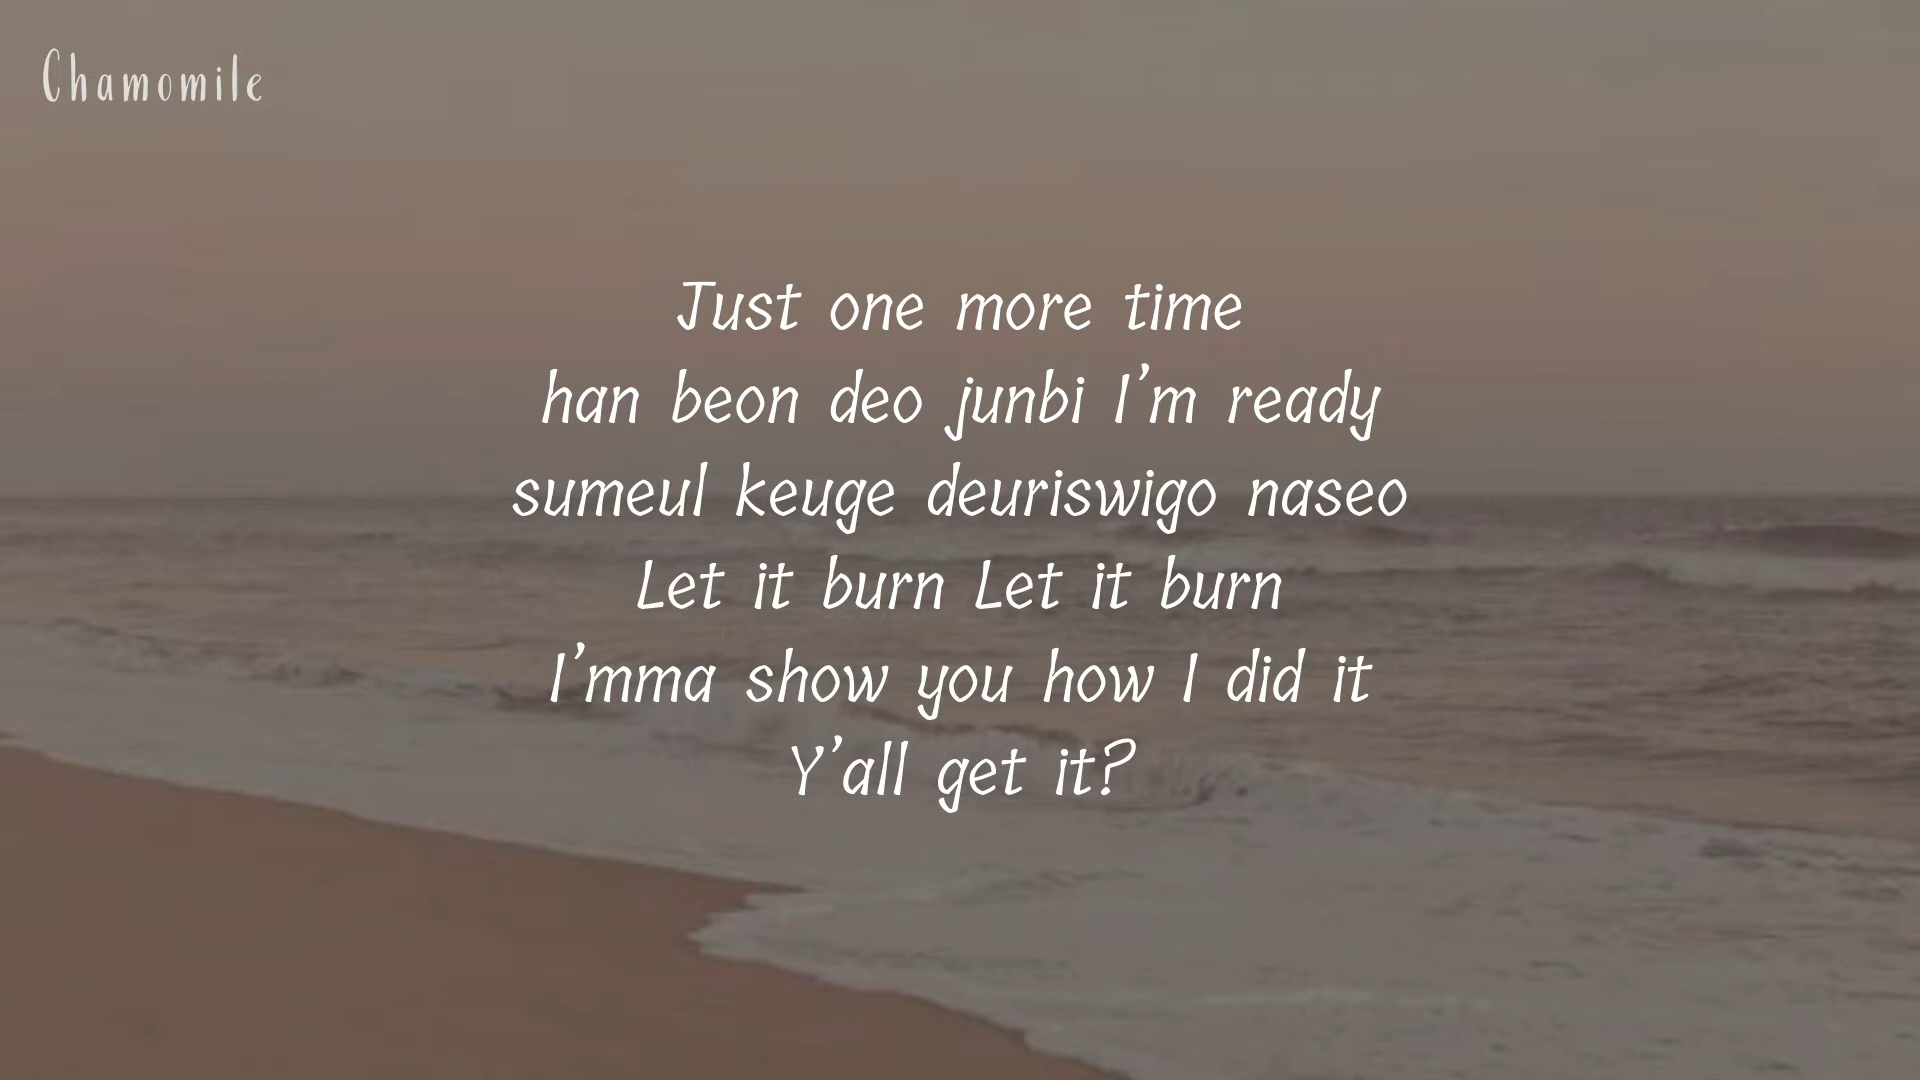 Chamomile
Just one more time
han beon deo junbi I'm ready
sumeul keuge deuriswigo naseo
Let it burn Let it burn
I'mma show you how I did it
Y'all get it?